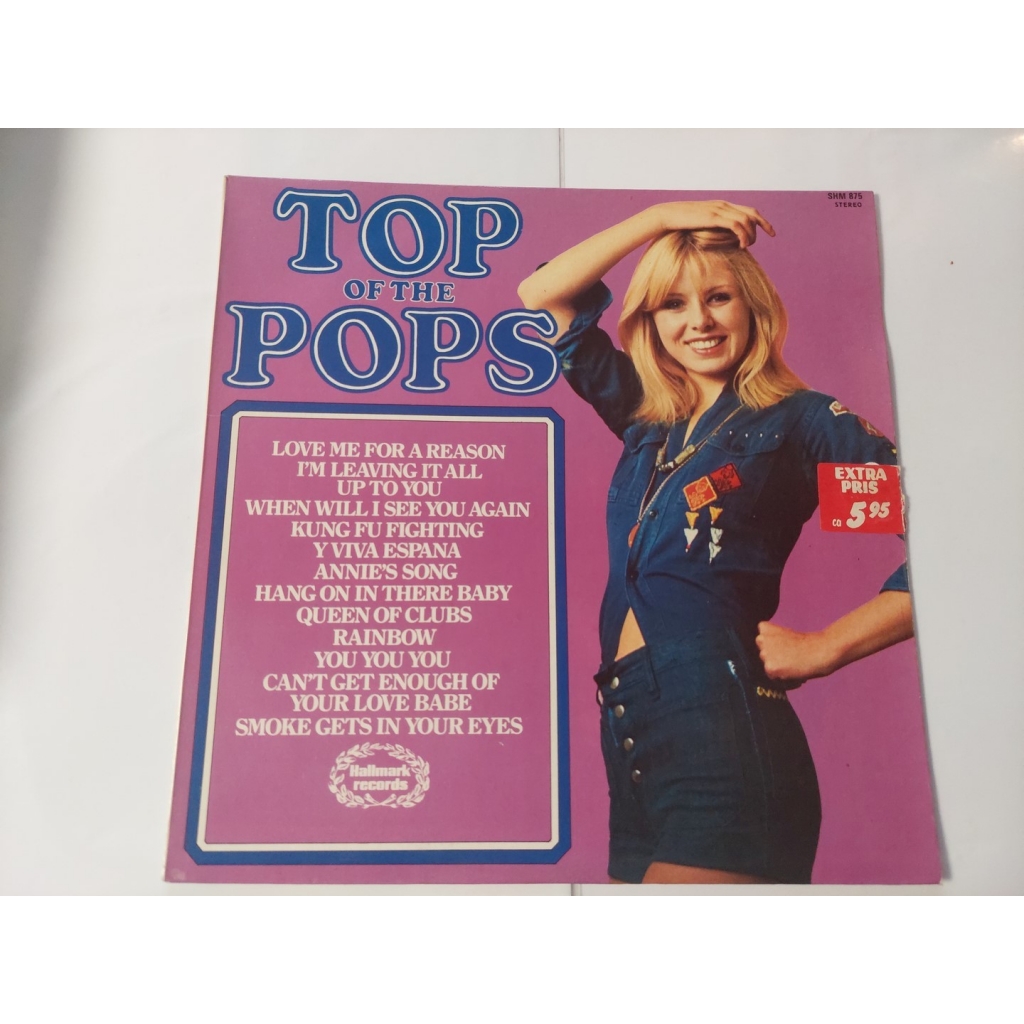 TOP
OF THE
POPS
SHM 875
STEREO
LOVE ME FOR A REASON
I'M LEAVING IT ALL
UP TO YOU
WHEN WILL I SEE YOU AGAIN
KUNG FU FIGHTING
Y VIVA ESPANA
ANNIE'S SONG
HANG ON IN THERE BABY
QUEEN OF CLUBS
RAINBOW
YOU YOU YOU
CAN'T GET ENOUGH OF
YOUR LOVE BABE
SMOKE GETS IN YOUR EYES
Hallmark
records
EXTRA
PRIS
CO 5 95